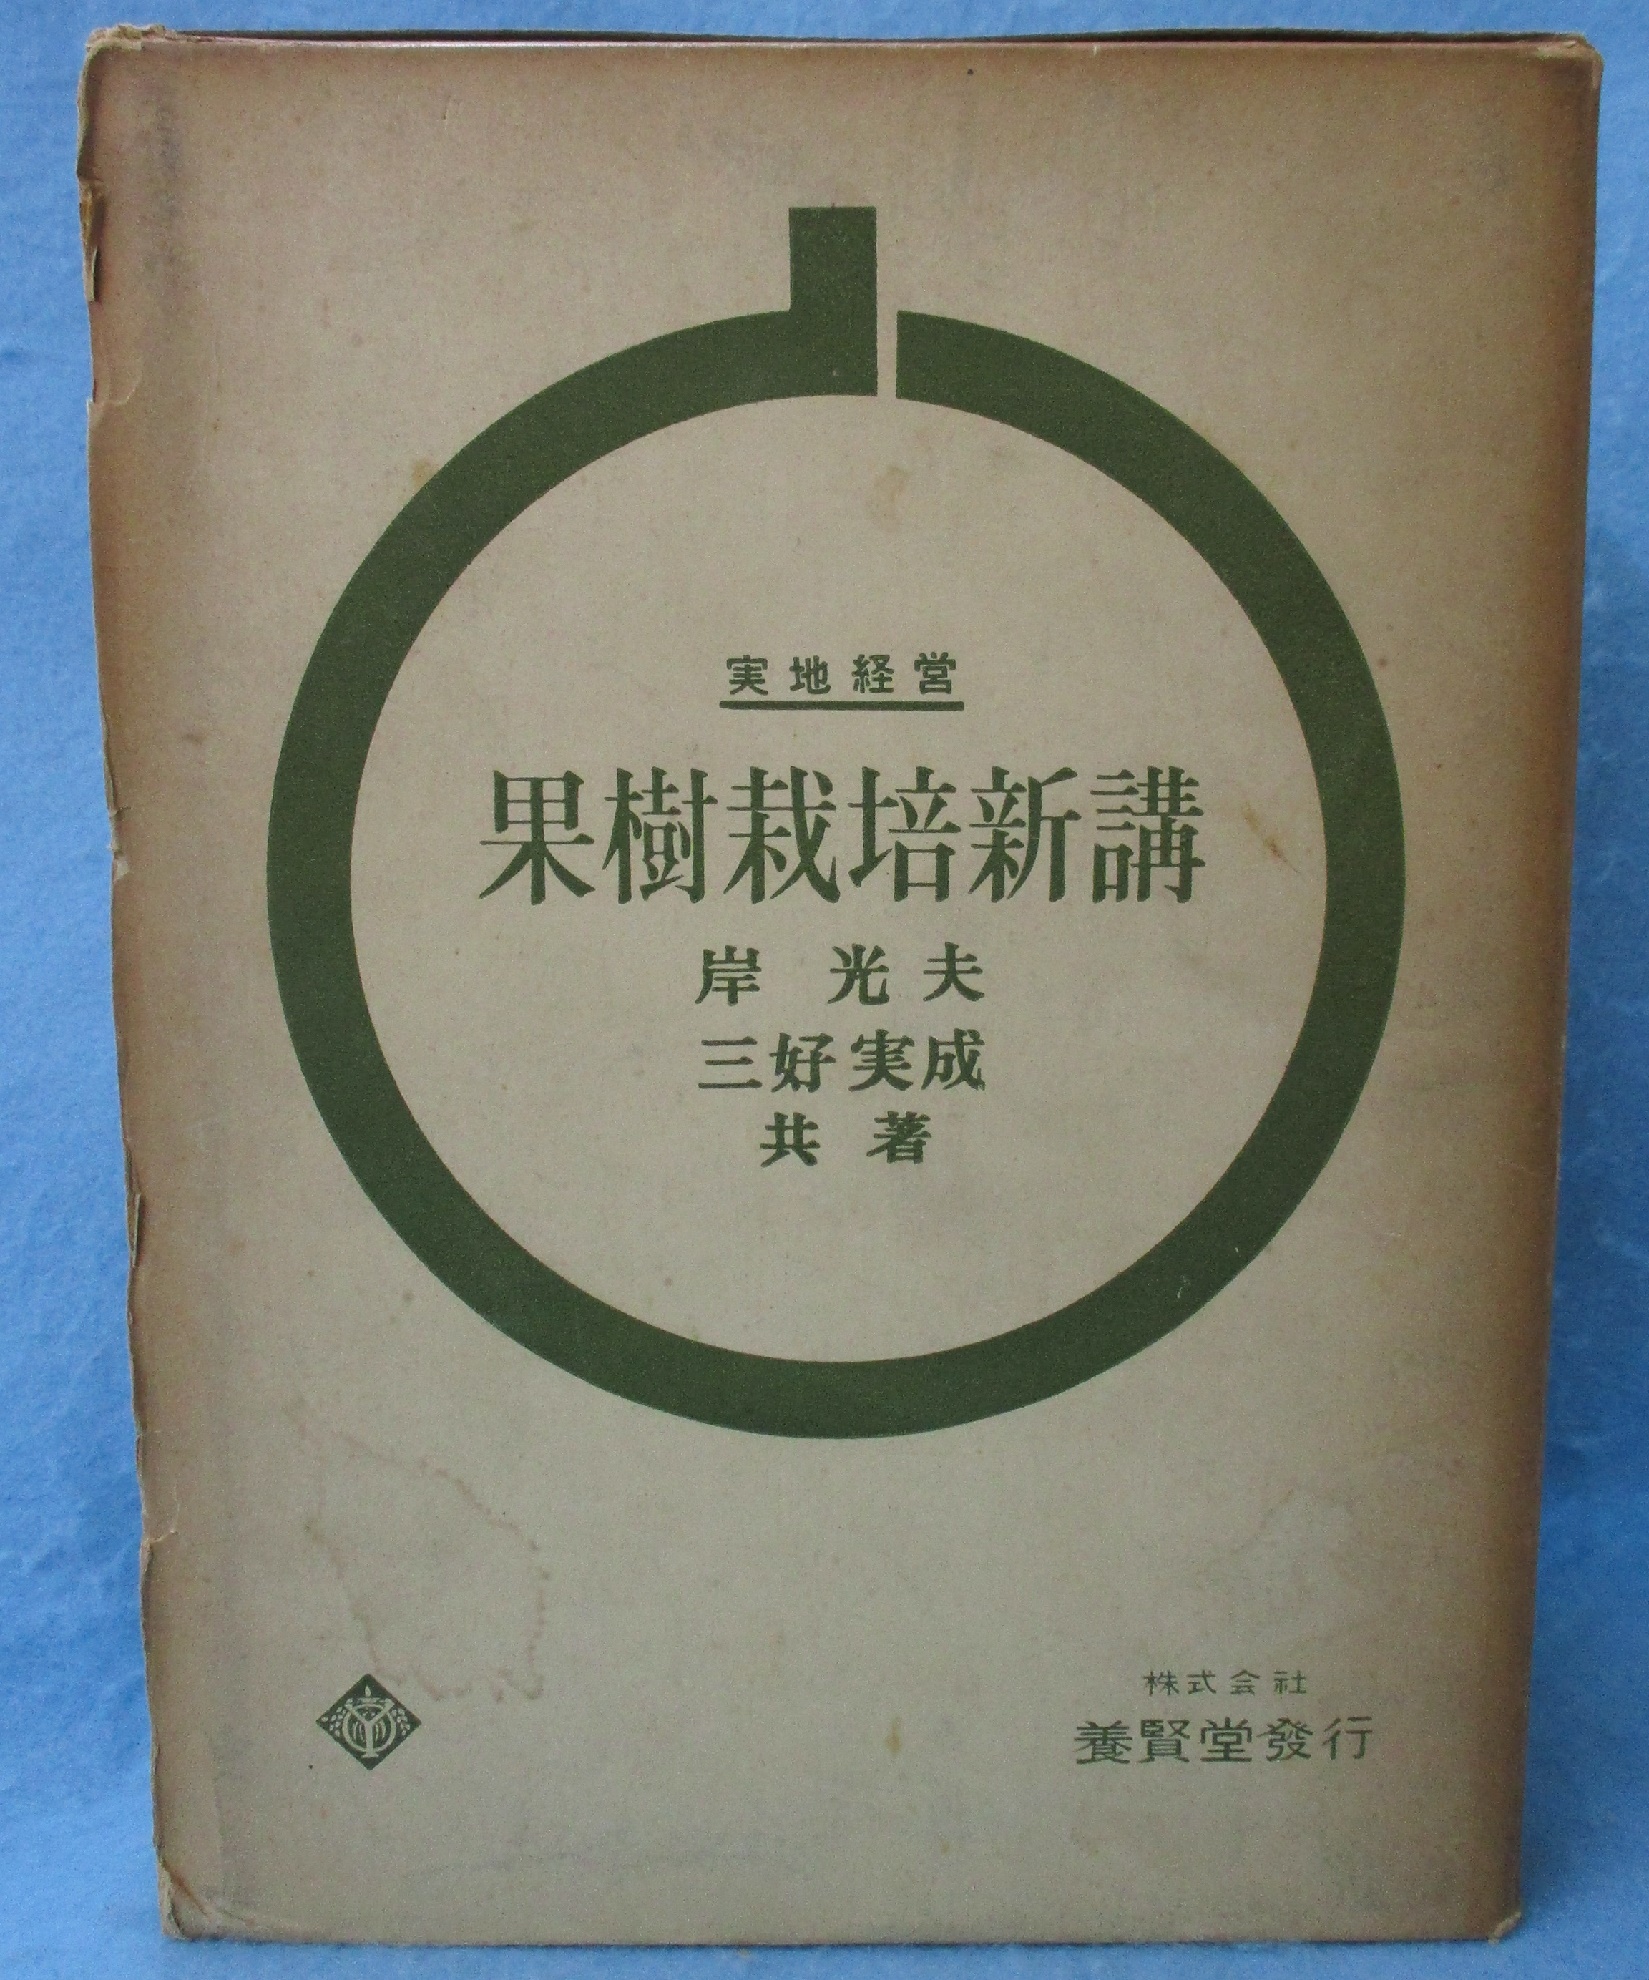 実地経営
果樹栽培新講
岸 光夫
三好実成
共著
株式会社
養賢堂發行